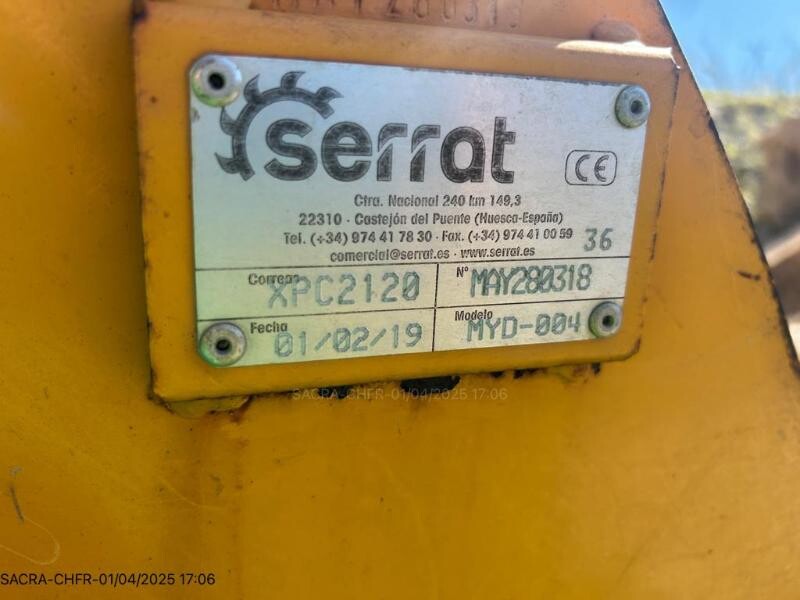 MAY280318
serrat
CE
Ctra. Nacional 240 km 149,3
22310 - Castejón del Puente (Huesca-España)
Tel. (+34) 974 41 78 30 - Fax. (+34) 974 41 00 59
36
comercial@serrat.es - www.serrat.es
Correas XPC2120
Nº MAY280318
Fecha 01/02/19
Modelo MYD-004
SACRA-CHFR-01/04/2025 17:06
SACRA-CHFR-01/04/2025 17:06